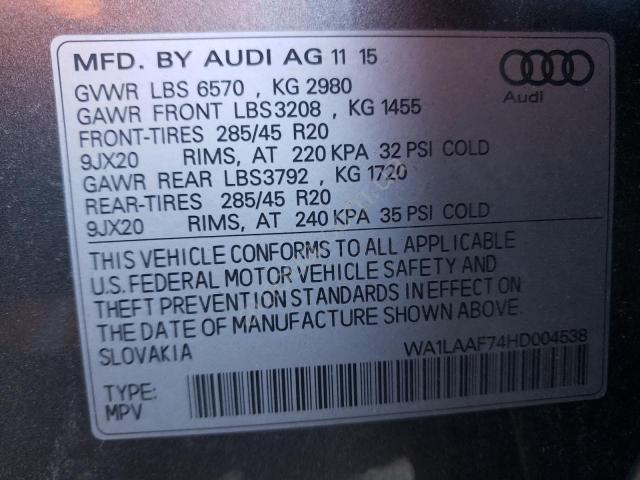 MFD. BY AUDI AG 11 15
GVWR LBS 6570 , KG 2980
GAWR FRONT LBS3208 , KG 1455
FRONT-TIRES 285/45 R20
9JX20 RIMS, AT 220 KPA 32 PSI COLD
GAWR REAR LBS3792 , KG 1720
REAR-TIRES 285/45 R20
9JX20 RIMS, AT 240 KPA 35 PSI COLD
THIS VEHICLE CONFORMS TO ALL APPLICABLE
U.S. FEDERAL MOTOR VEHICLE SAFETY AND
THEFT PREVENTION STANDARDS IN EFFECT ON
THE DATE OF MANUFACTURE SHOWN ABOVE.
SLOVAKIA WA1LAAF74HD004538
TYPE:
MPV
Audi